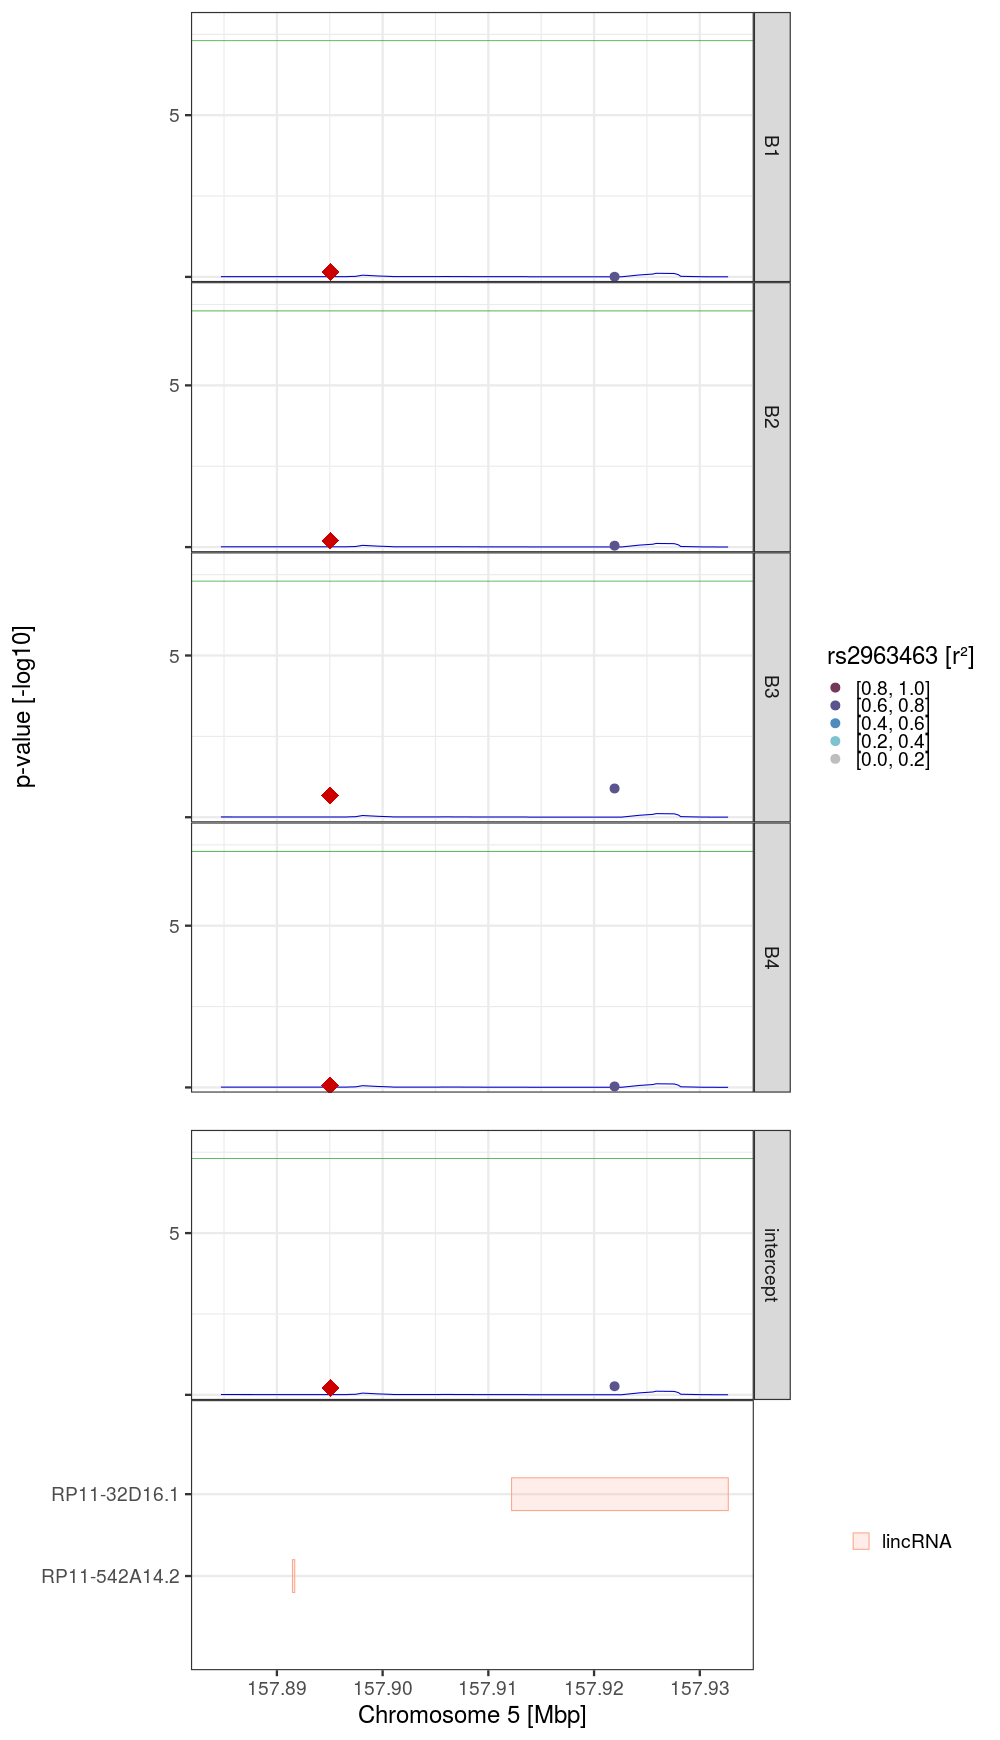 5
B1
5
B2
5
B3
5
B4
5
intercept
p-value [-log10]
rs2963463 [r²]
[0.8, 1.0]
[0.6, 0.8]
[0.4, 0.6]
[0.2, 0.4]
[0.0, 0.2]
RP11-32D16.1
RP11-542A14.2
lincRNA
157.89 157.90 157.91 157.92 157.93
Chromosome 5 [Mbp]